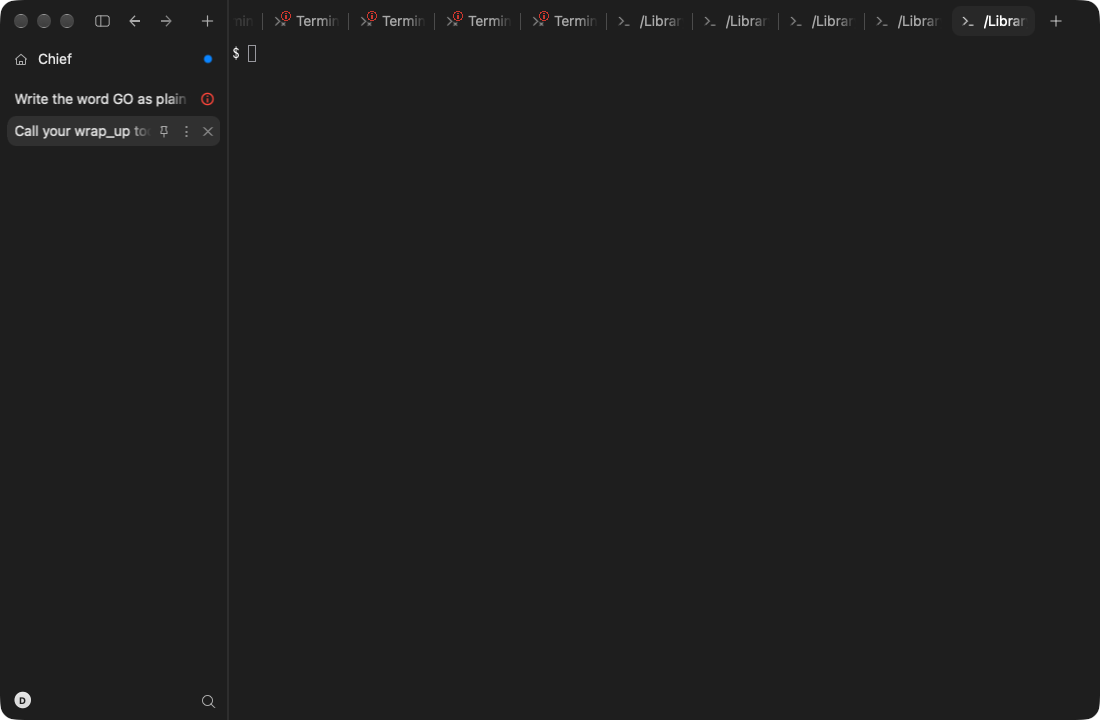 Termin Termin Termin Termin /Librar /Librar /Librar /Librar /Librar
Chief
$
Write the word GO as plain
Call your wrap_up
D